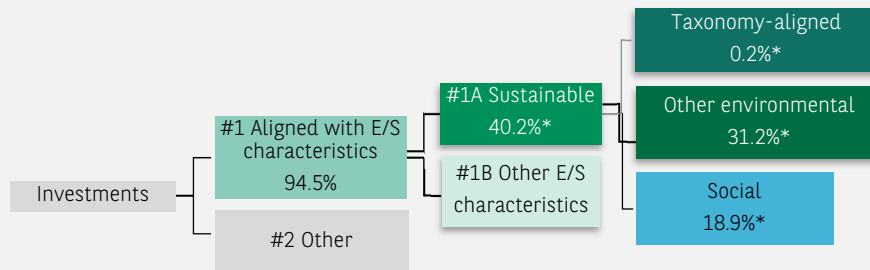 Investments
#1 Aligned with E/S
characteristics
94.5%
#2 Other
#1A Sustainable
40.2%*
#1B Other E/S
characteristics
Taxonomy-aligned
0.2%*
Other environmental
31.2%*
Social
18.9%*